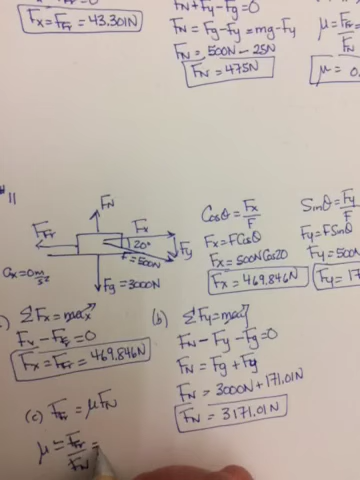 Fx=Ffr=43.301N
FN+Fy-Fg=0
FN=Fg-Fy=mg-Fy
FN=500N-25N
FN=475N
μ=Ffr/FN
μ=0.
#11
FN
Ffr
Fx
20°
F=500N
Fy
Fg=3000N
ax=0m/s²
Cosθ=Fx/F
Fx=FCosθ
Fx=500NCos20
Fx=469.846N
Sinθ=Fy/F
Fy=FSinθ
Fy=500N
Fy=17
ΣFx=max
Fx-Ffr=0
Fx=Ffr=469.846N
(b) ΣFy=may
FN-Fy-Fg=0
FN=Fg+Fy
FN=3000N+171.01N
FN=3171.01N
(c) Ffr=μFN
μ=Ffr/FN=